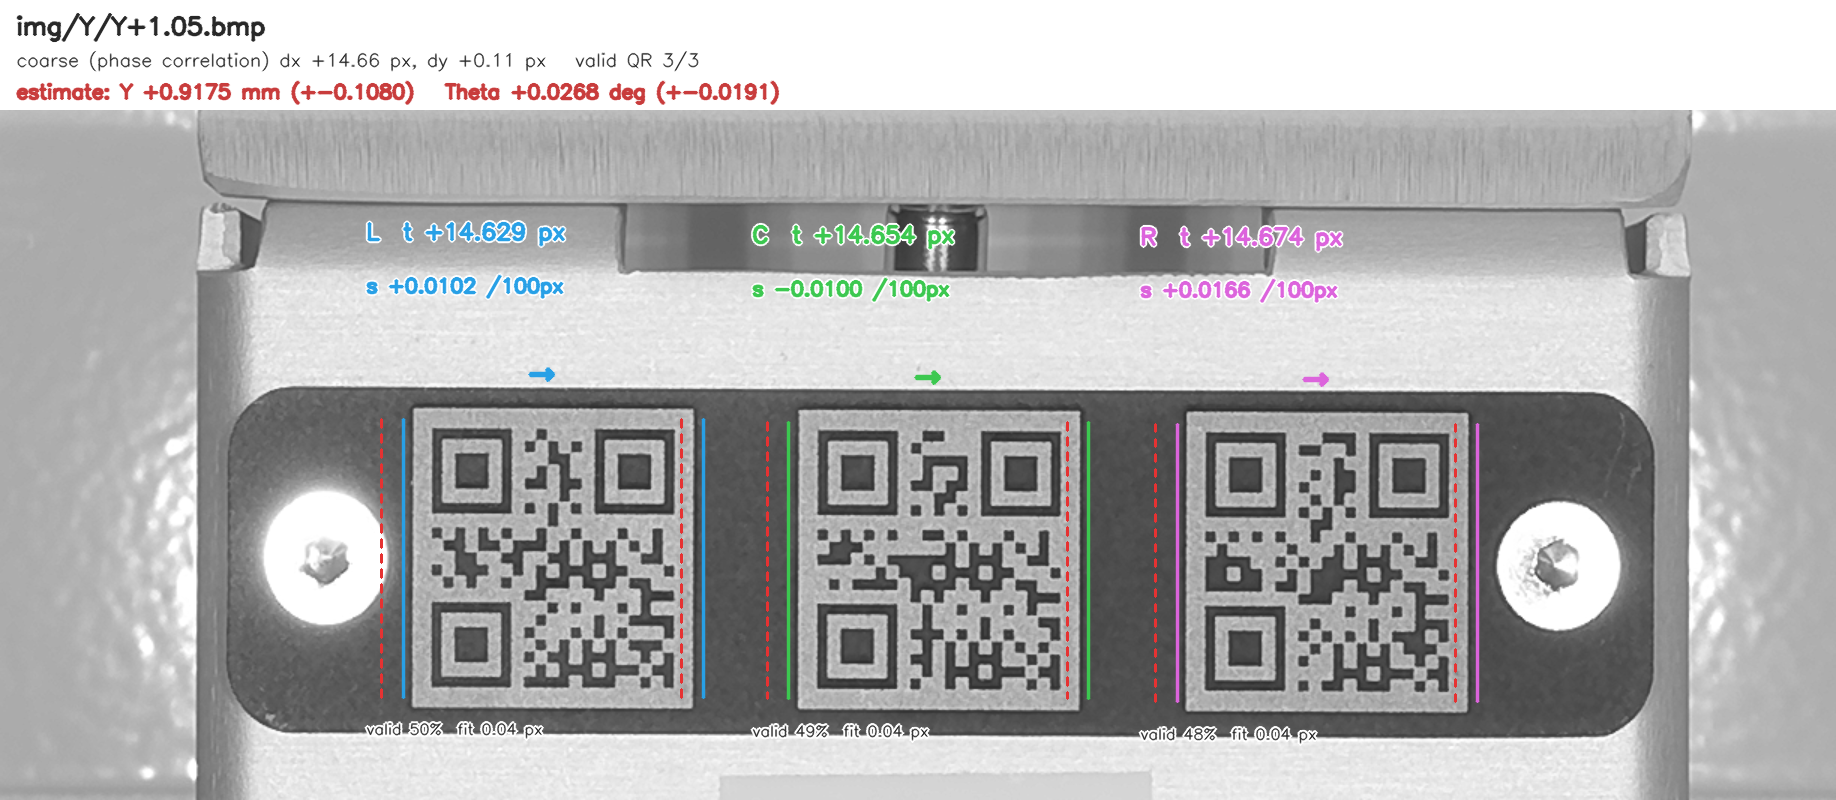 img/Y/Y+1.05.bmp
coarse (phase correlation) dx +14.66 px, dy +0.11 px valid QR 3/3
estimate: Y +0.9175 mm (+-0.1080) Theta +0.0268 deg (+-0.0191)
L t +14.629 px
C t +14.654 px
R t +14.674 px
s +0.0102 /100px
s -0.0100 /100px
s +0.0166 /100px
valid 50% fit 0.04 px
valid 49% fit 0.04 px
valid 48% fit 0.04 px